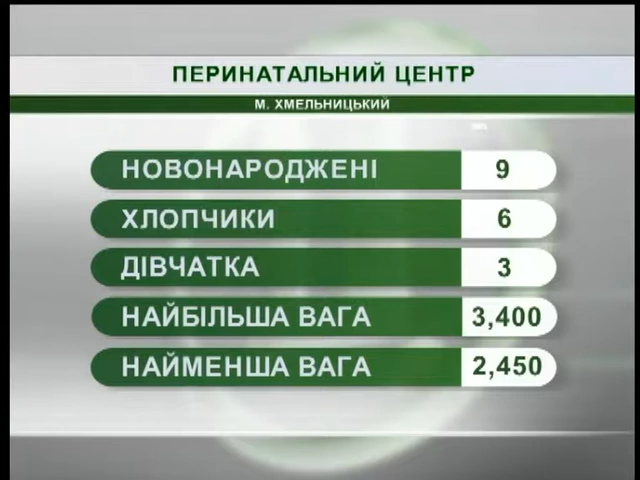 ПЕРИНАТАЛЬНИЙ ЦЕНТР
М. ХМЕЛЬНИЦЬКИЙ
НОВОНАРОДЖЕНІ 9
ХЛОПЧИКИ 6
ДІВЧАТКА 3
НАЙБІЛЬША ВАГА 3,400
НАЙМЕНША ВАГА 2,450